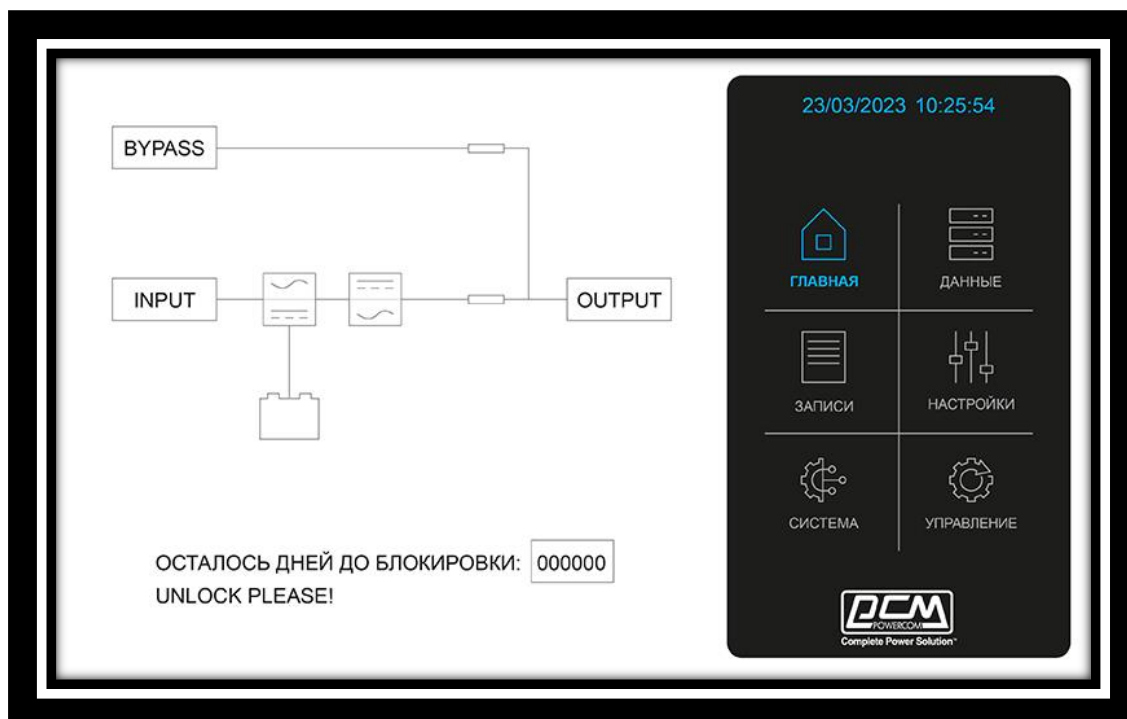 BYPASS
INPUT
OUTPUT
ОСТАЛОСЬ ДНЕЙ ДО БЛОКИРОВКИ: 000000
UNLOCK PLEASE!
23/03/2023 10:25:54
ГЛАВНАЯ
ДАННЫЕ
ЗАПИСИ
НАСТРОЙКИ
СИСТЕМА
УПРАВЛЕНИЕ
PCM
POWERCOM
Complete Power Solution™